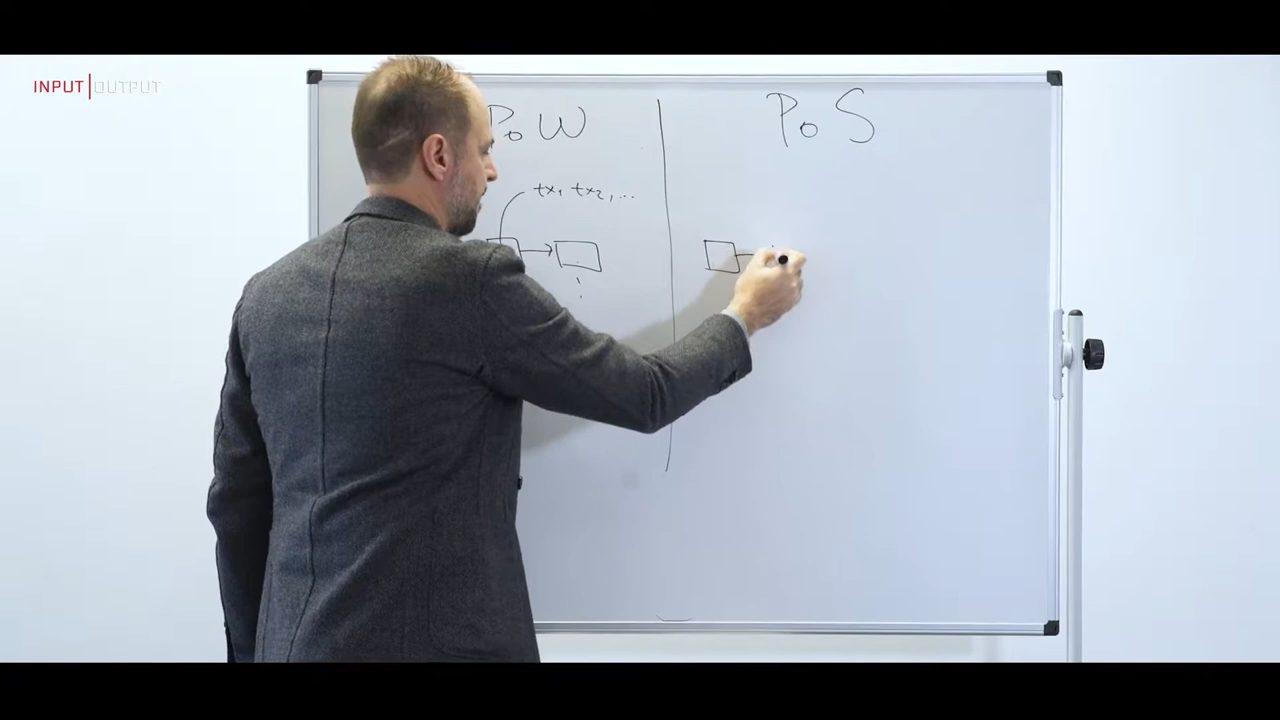 INPUT|OUTPUT
PoW
PoS
tx₁ tx₂, ...